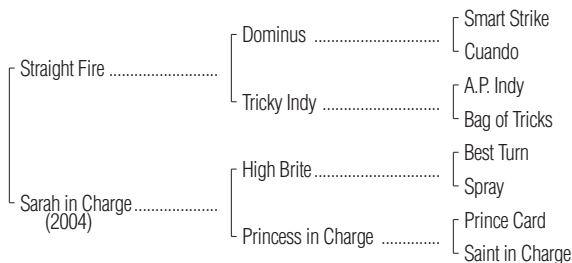 Smart Strike
Dominus ........................................
Cuando
Straight Fire ..................................
A.P. Indy
Tricky Indy .....................................
Bag of Tricks
Best Turn
High Brite .......................................
Spray
Sarah in Charge ..........................
(2004)
Prince Card
Princess in Charge ..................
Saint in Charge